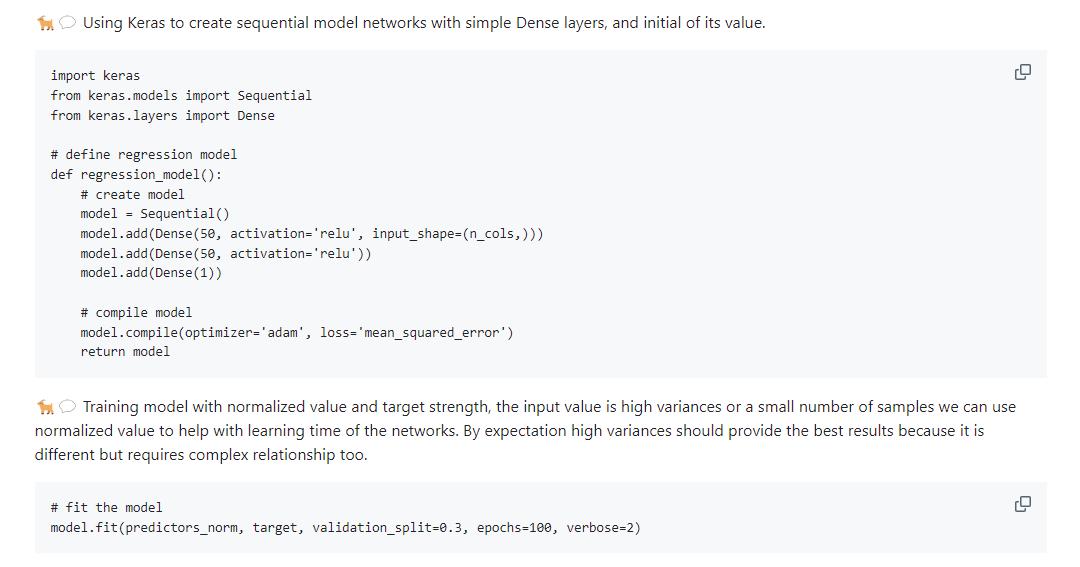 🐐💬 Using Keras to create sequential model networks with simple Dense layers, and initial of its value.
import keras
from keras.models import Sequential
from keras.layers import Dense
# define regression model
def regression_model():
    # create model
    model = Sequential()
    model.add(Dense(50, activation='relu', input_shape=(n_cols,)))
    model.add(Dense(50, activation='relu'))
    model.add(Dense(1))
    # compile model
    model.compile(optimizer='adam', loss='mean_squared_error')
    return model
🐐💬 Training model with normalized value and target strength, the input value is high variances or a small number of samples we can use
normalized value to help with learning time of the networks. By expectation high variances should provide the best results because it is
different but requires complex relationship too.
# fit the model
model.fit(predictors_norm, target, validation_split=0.3, epochs=100, verbose=2)